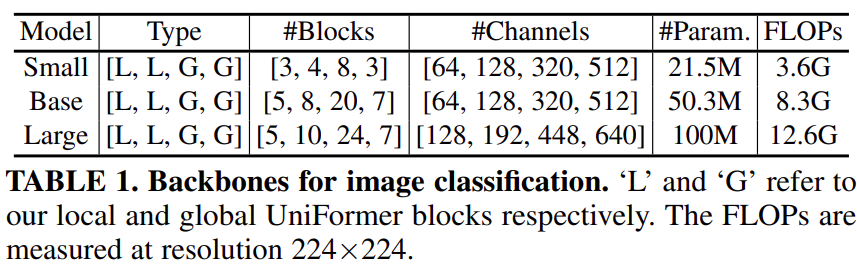 Model Type #Blocks #Channels #Param. FLOPs
Small [L, L, G, G] [3, 4, 8, 3] [64, 128, 320, 512] 21.5M 3.6G
Base [L, L, G, G] [5, 8, 20, 7] [64, 128, 320, 512] 50.3M 8.3G
Large [L, L, G, G] [5, 10, 24, 7] [128, 192, 448, 640] 100M 12.6G
TABLE 1. Backbones for image classification. ‘L’ and ‘G’ refer to
our local and global UniFormer blocks respectively. The FLOPs are
measured at resolution 224×224.